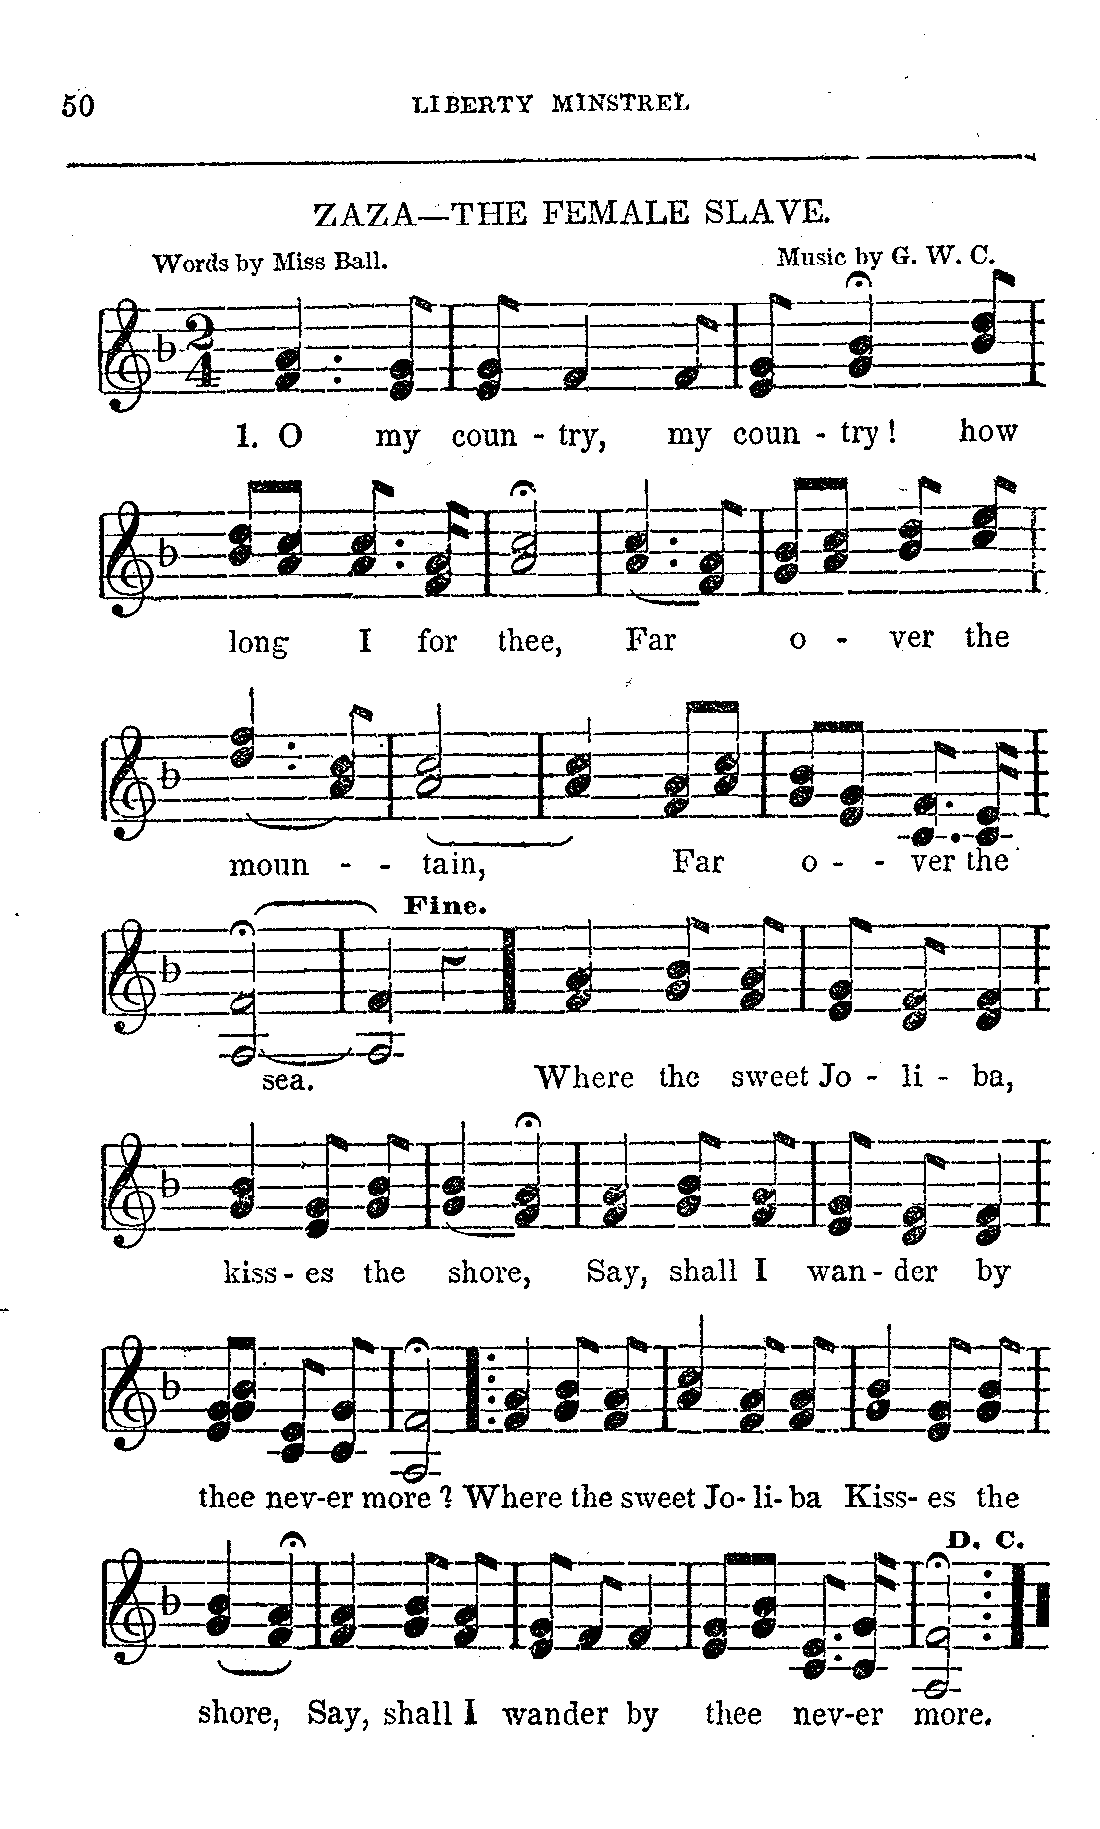 50 LIBERTY MINSTREL
ZAZA—THE FEMALE SLAVE.
Words by Miss Ball. Music by G. W. C.
2
4
1. O my coun - try, my coun - try! how
long I for thee, Far o - ver the
moun - - tain, Far o - - ver the
Fine.
sea. Where the sweet Jo - li - ba,
kiss - es the shore, Say, shall I wan - der by
thee nev-er more? Where the sweet Jo- li- ba Kiss- es the
D. C.
shore, Say, shall I wander by thee nev-er more.